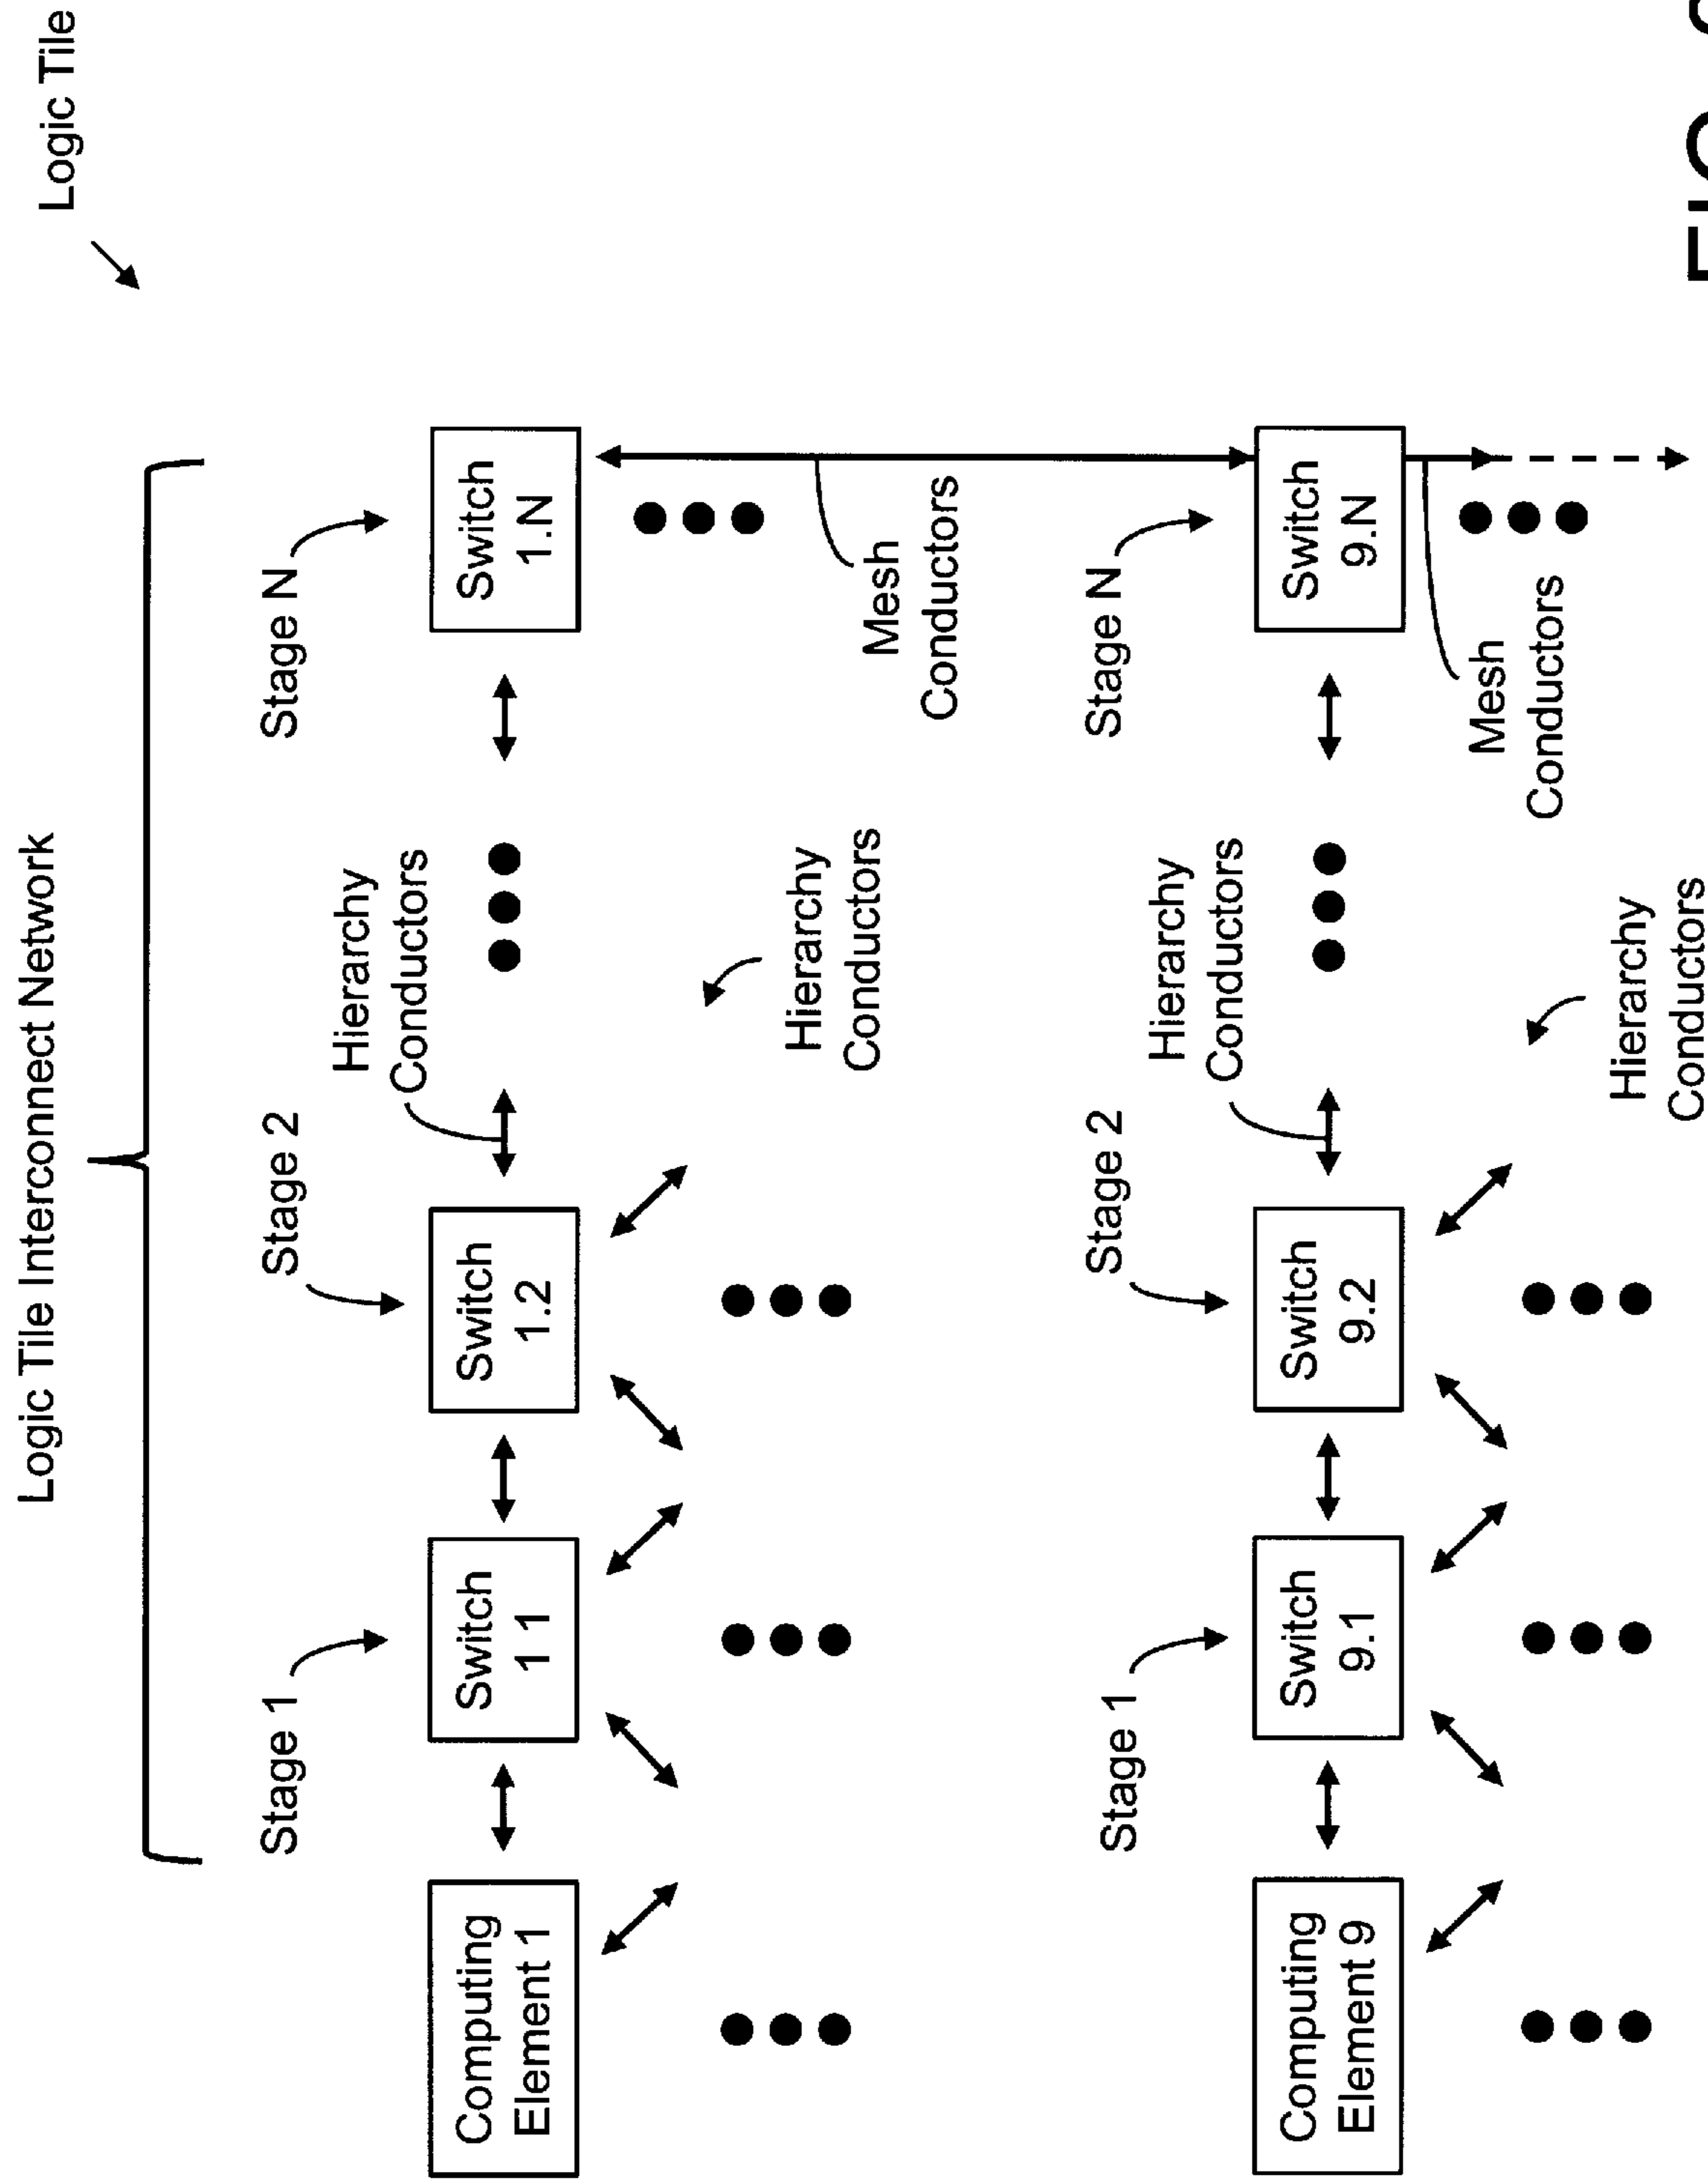 Logic Tile Interconnect Network
Logic Tile
Stage 1
Stage 2
Hierarchy
Conductors
Stage N
Computing
Element 1
Switch
1 1
Switch
1.2
Switch
1.N
Hierarchy
Conductors
Mesh
Conductors
Stage 1
Stage 2
Hierarchy
Conductors
Stage N
Computing
Element 9
Switch
9.1
Switch
9.2
Switch
9.N
Mesh
Conductors
Hierarchy
Conductors